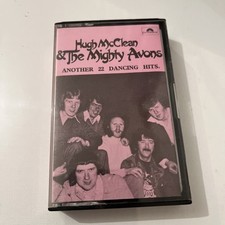 Hugh McClean
& The Mighty Avons
ANOTHER 22 DANCING HITS.